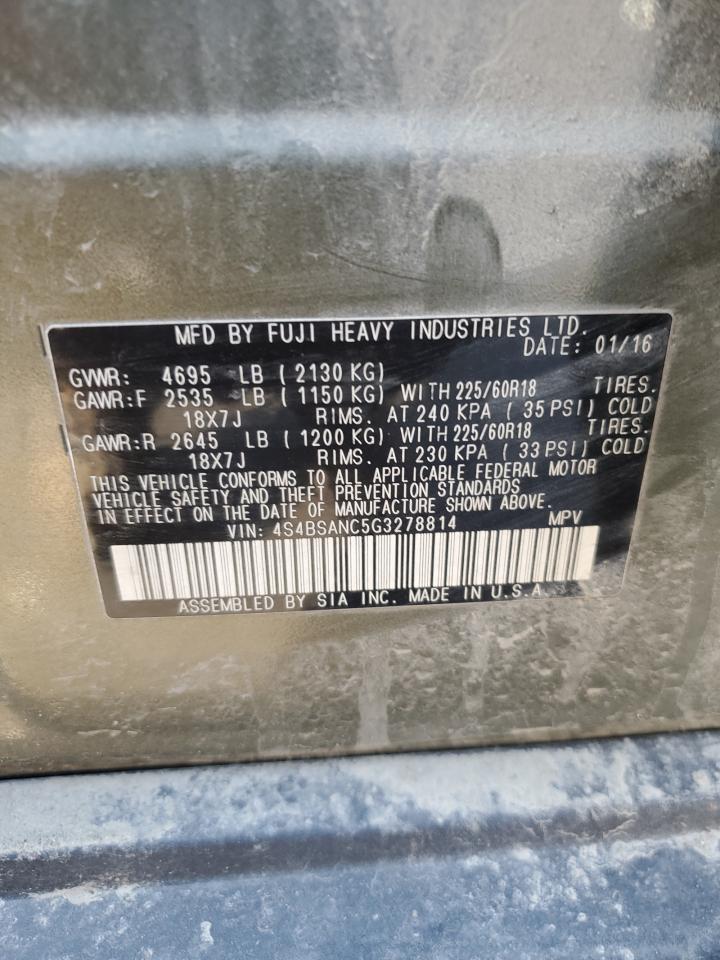 MFD BY FUJI HEAVY INDUSTRIES LTD.
DATE: 01/16
GVWR: 4695 LB ( 2130 KG)
GAWR:F 2535 LB ( 1150 KG) WITH 225/60R18 TIRES.
18X7J RIMS. AT 240 KPA ( 35 PSI) COLD
GAWR:R 2645 LB ( 1200 KG) WITH 225/60R18 TIRES.
18X7J RIMS. AT 230 KPA ( 33 PSI) COLD
THIS VEHICLE CONFORMS TO ALL APPLICABLE FEDERAL MOTOR
VEHICLE SAFETY AND THEFT PREVENTION STANDARDS
IN EFFECT ON THE DATE OF MANUFACTURE SHOWN ABOVE.
VIN: 4S4BSANC5G3278814 MPV
ASSEMBLED BY SIA INC. MADE IN U.S.A.